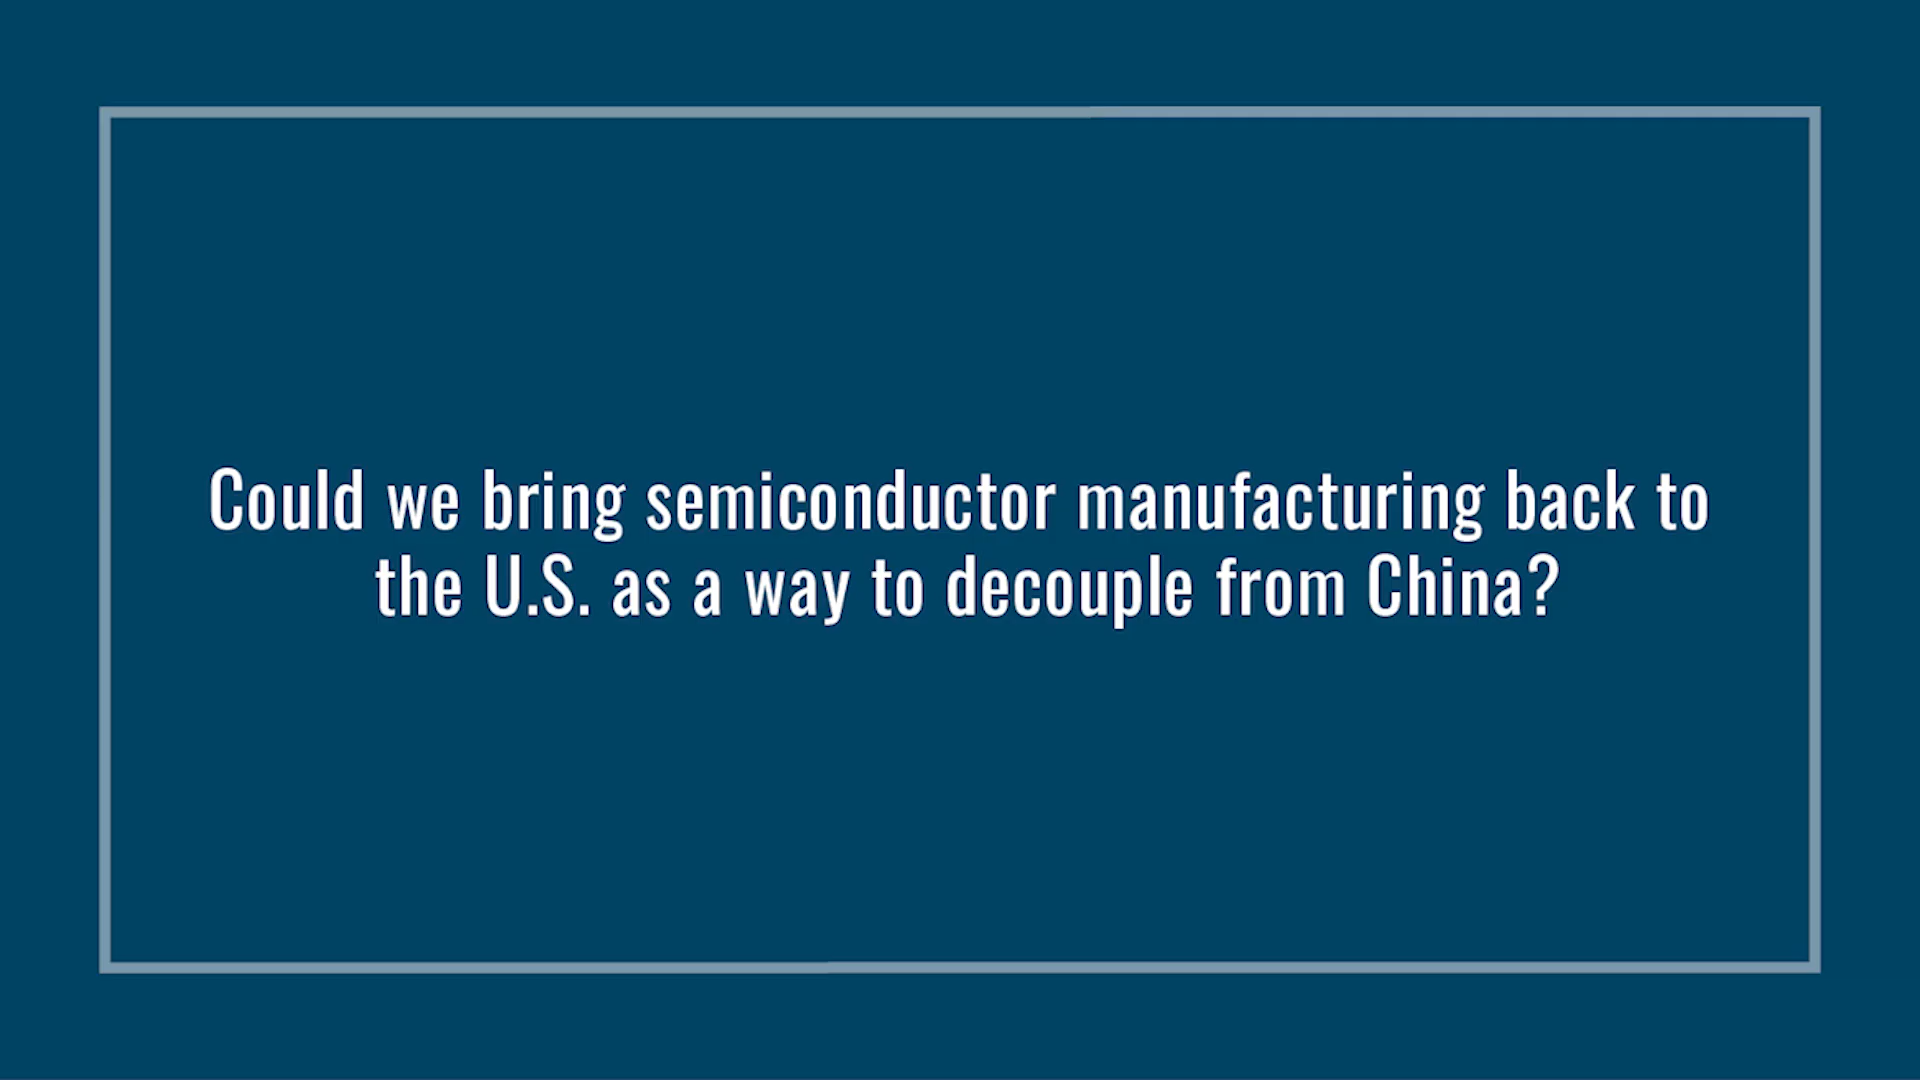 Could we bring semiconductor manufacturing back to
the U.S. as a way to decouple from China?